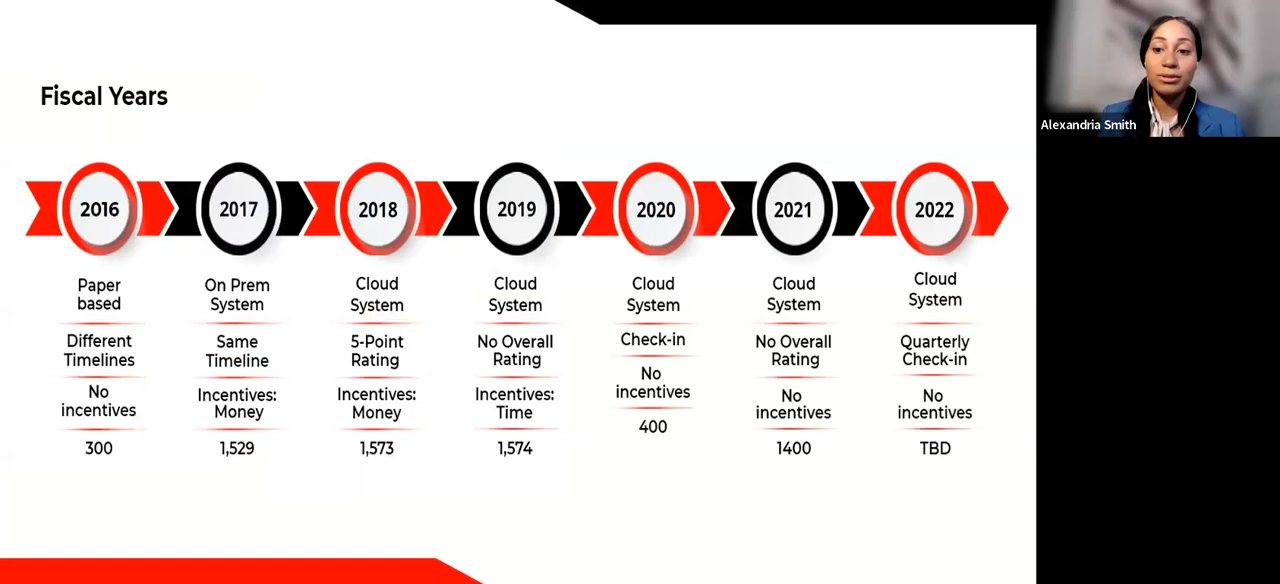 Fiscal Years
Alexandria Smith
2016
2017
2018
2019
2020
2021
2022
Paper
based
Different
Timelines
No
incentives
300
On Prem
System
Same
Timeline
Incentives:
Money
1,529
Cloud
System
5-Point
Rating
Incentives:
Money
1,573
Cloud
System
No Overall
Rating
Incentives:
Time
1,574
Cloud
System
Check-in
No
incentives
400
Cloud
System
No Overall
Rating
No
incentives
1400
Cloud
System
Quarterly
Check-in
No
incentives
TBD